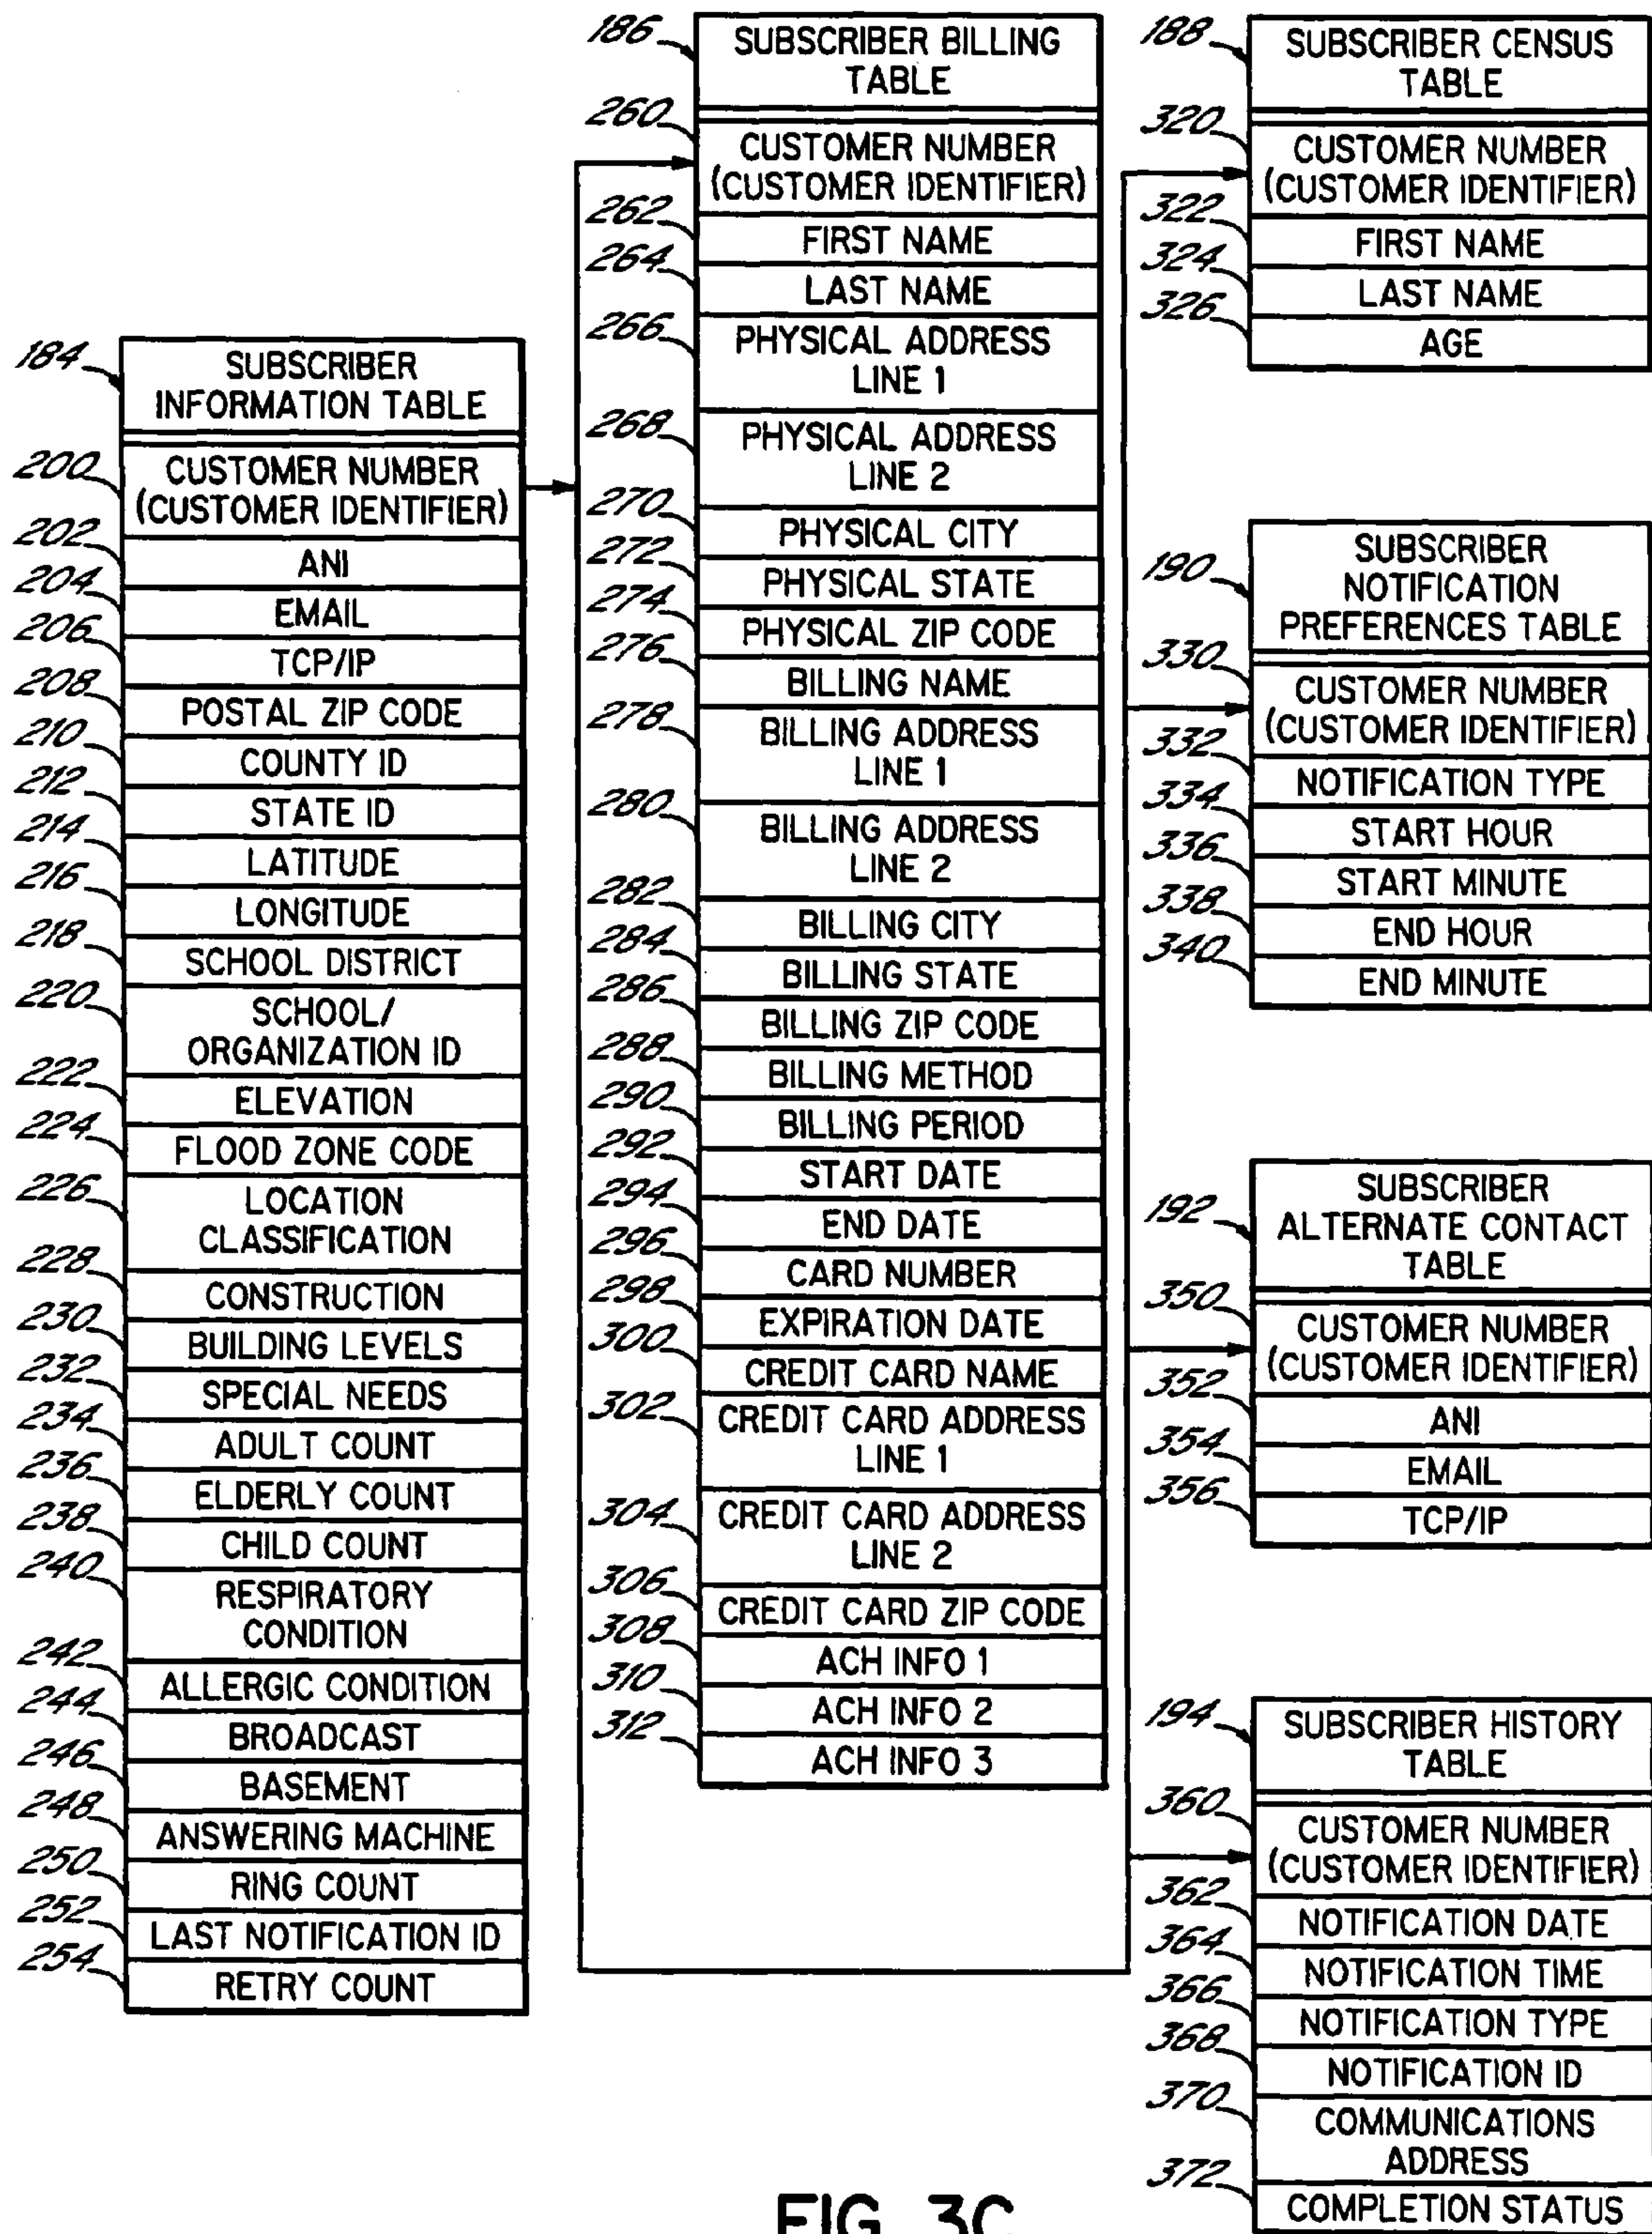 184
SUBSCRIBER
INFORMATION TABLE
200
CUSTOMER NUMBER
(CUSTOMER IDENTIFIER)
202
ANI
204
EMAIL
206
TCP/IP
208
POSTAL ZIP CODE
210
COUNTY ID
212
STATE ID
214
LATITUDE
216
LONGITUDE
218
SCHOOL DISTRICT
220
SCHOOL/
ORGANIZATION ID
222
ELEVATION
224
FLOOD ZONE CODE
226
LOCATION
CLASSIFICATION
228
CONSTRUCTION
230
BUILDING LEVELS
232
SPECIAL NEEDS
234
ADULT COUNT
236
ELDERLY COUNT
238
CHILD COUNT
240
RESPIRATORY
CONDITION
242
ALLERGIC CONDITION
244
BROADCAST
246
BASEMENT
248
ANSWERING MACHINE
250
RING COUNT
252
LAST NOTIFICATION ID
254
RETRY COUNT
186
SUBSCRIBER BILLING
TABLE
260
CUSTOMER NUMBER
(CUSTOMER IDENTIFIER)
262
FIRST NAME
264
LAST NAME
266
PHYSICAL ADDRESS
LINE 1
268
PHYSICAL ADDRESS
LINE 2
270
PHYSICAL CITY
272
PHYSICAL STATE
274
PHYSICAL ZIP CODE
276
BILLING NAME
278
BILLING ADDRESS
LINE 1
280
BILLING ADDRESS
LINE 2
282
BILLING CITY
284
BILLING STATE
286
BILLING ZIP CODE
288
BILLING METHOD
290
BILLING PERIOD
292
START DATE
294
END DATE
296
CARD NUMBER
298
EXPIRATION DATE
300
CREDIT CARD NAME
302
CREDIT CARD ADDRESS
LINE 1
304
CREDIT CARD ADDRESS
LINE 2
306
CREDIT CARD ZIP CODE
308
ACH INFO 1
310
ACH INFO 2
312
ACH INFO 3
188
SUBSCRIBER CENSUS
TABLE
320
CUSTOMER NUMBER
(CUSTOMER IDENTIFIER)
322
FIRST NAME
324
LAST NAME
326
AGE
190
SUBSCRIBER
NOTIFICATION
PREFERENCES TABLE
330
CUSTOMER NUMBER
(CUSTOMER IDENTIFIER)
332
NOTIFICATION TYPE
334
START HOUR
336
START MINUTE
338
END HOUR
340
END MINUTE
192
SUBSCRIBER
ALTERNATE CONTACT
TABLE
350
CUSTOMER NUMBER
(CUSTOMER IDENTIFIER)
352
ANI
354
EMAIL
356
TCP/IP
194
SUBSCRIBER HISTORY
TABLE
360
CUSTOMER NUMBER
(CUSTOMER IDENTIFIER)
362
NOTIFICATION DATE
364
NOTIFICATION TIME
366
NOTIFICATION TYPE
368
NOTIFICATION ID
370
COMMUNICATIONS
ADDRESS
372
COMPLETION STATUS
FIG. 3C